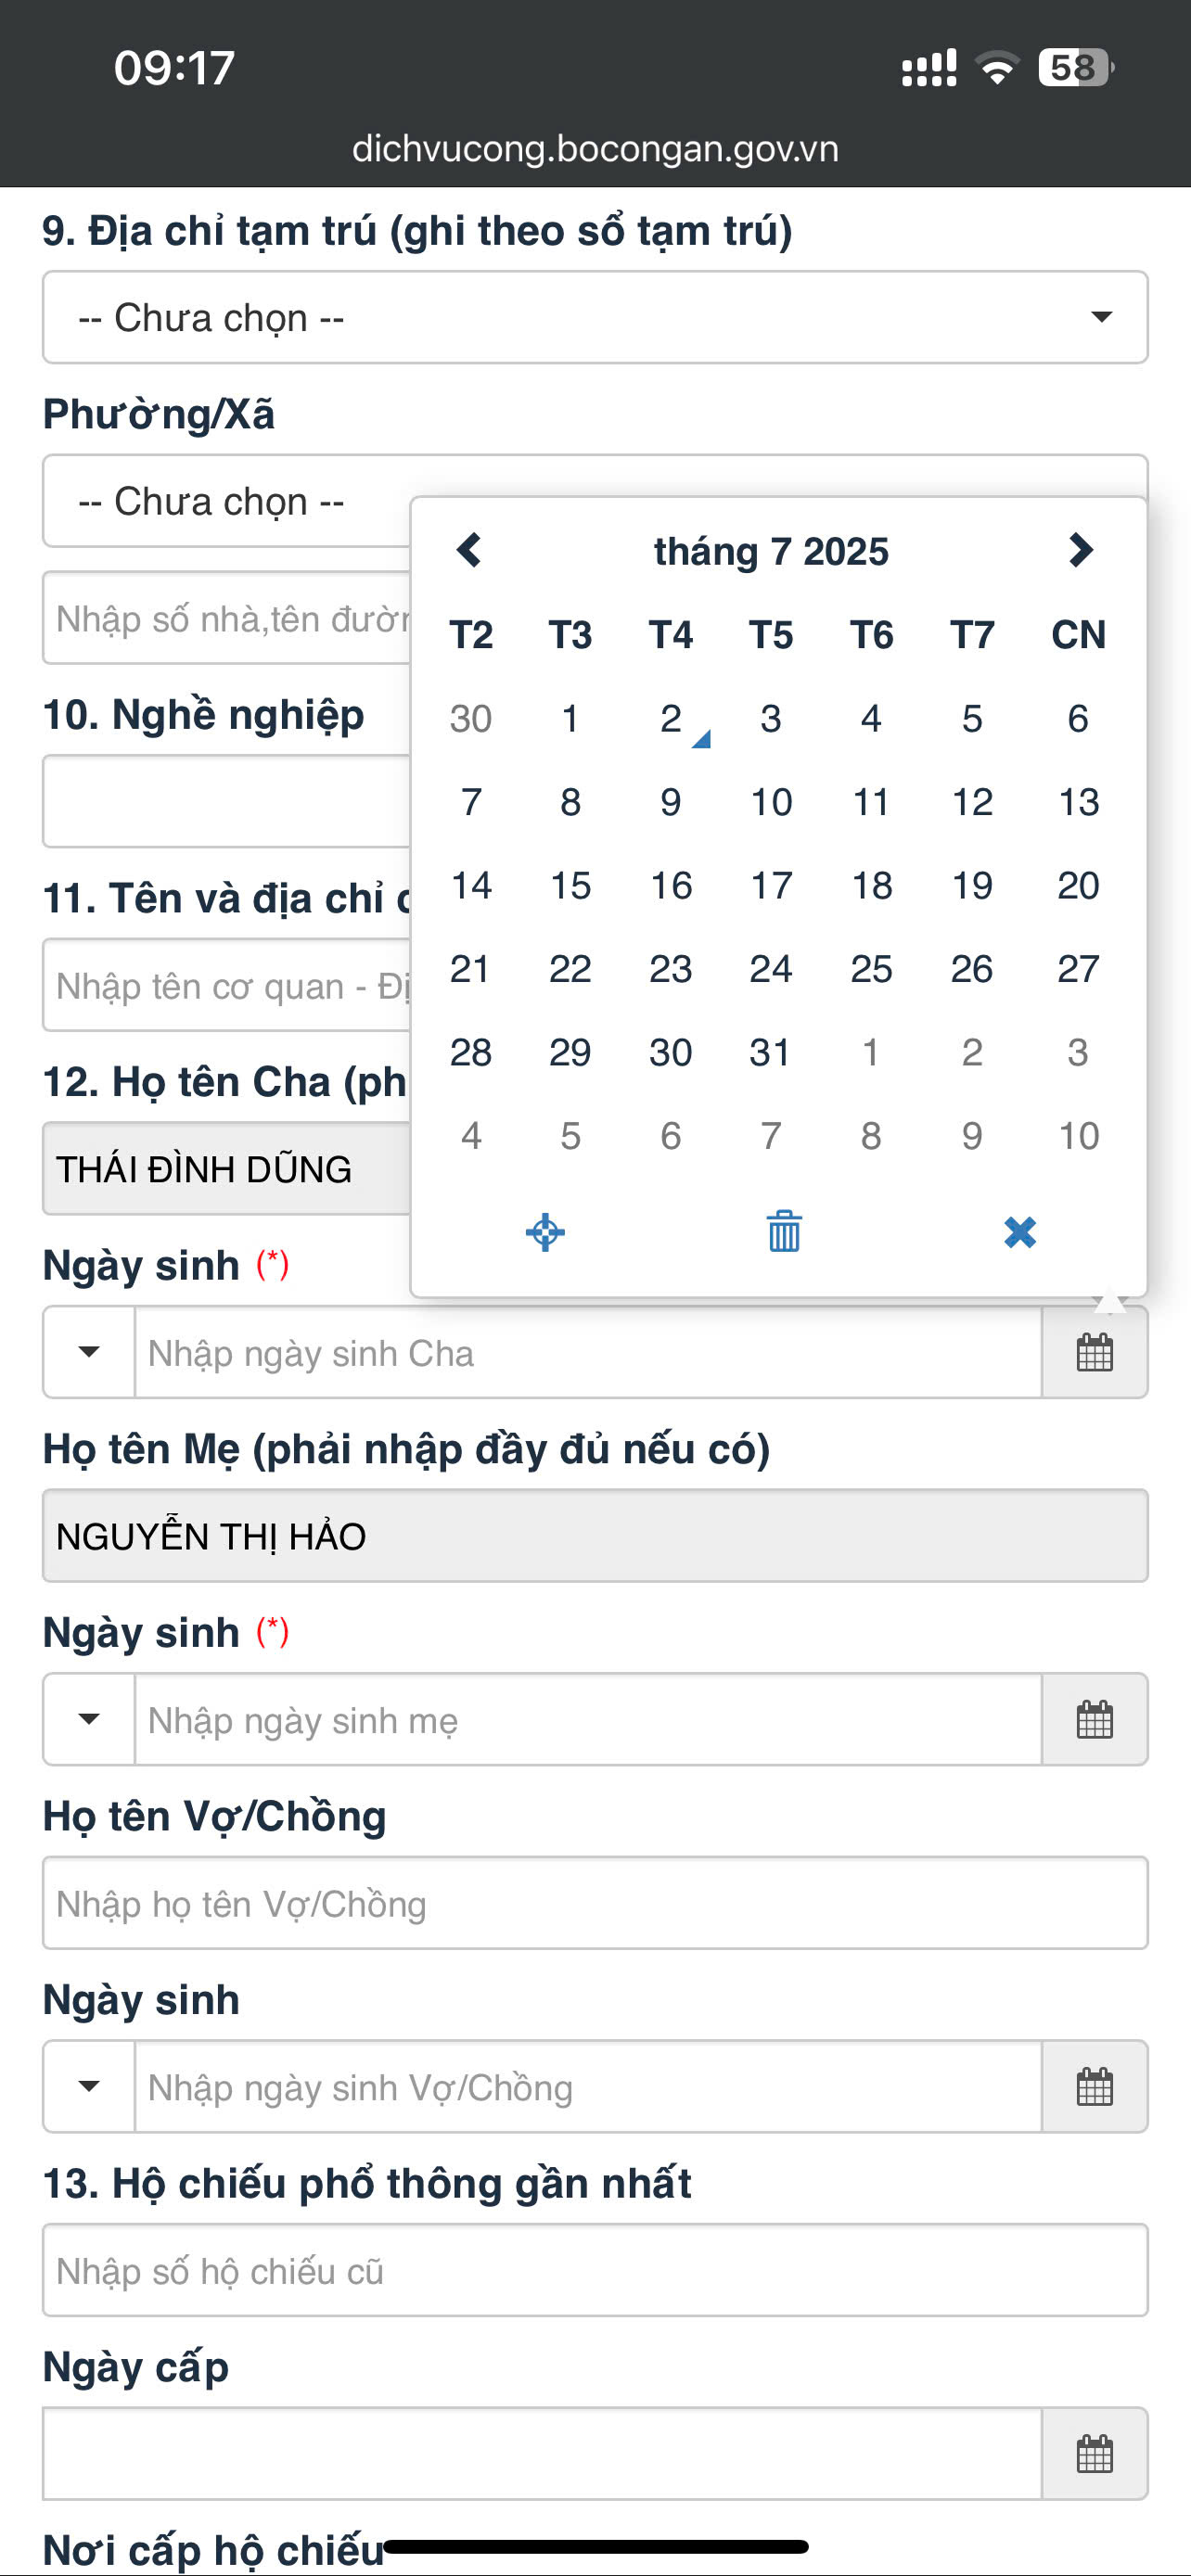 09:17
58
dichvucong.bocongan.gov.vn
9. Địa chỉ tạm trú (ghi theo sổ tạm trú)
-- Chưa chọn --
Phường/Xã
-- Chưa chọn --
Nhập số nhà,tên
10. Nghề nghiệp
11. Tên và địa chỉ
Nhập tên cơ quan -
12. Họ tên Cha
THÁI ĐÌNH DŨNG
tháng 7 2025
T2 T3 T4 T5 T6 T7 CN
30 1 2 3 4 5 6
7 8 9 10 11 12 13
14 15 16 17 18 19 20
21 22 23 24 25 26 27
28 29 30 31 1 2 3
4 5 6 7 8 9 10
Ngày sinh (*)
Nhập ngày sinh Cha
Họ tên Mẹ (phải nhập đầy đủ nếu có)
NGUYỄN THỊ HẢO
Ngày sinh (*)
Nhập ngày sinh mẹ
Họ tên Vợ/Chồng
Nhập họ tên Vợ/Chồng
Ngày sinh
Nhập ngày sinh Vợ/Chồng
13. Hộ chiếu phổ thông gần nhất
Nhập số hộ chiếu cũ
Ngày cấp
Nơi cấp hộ chiếu